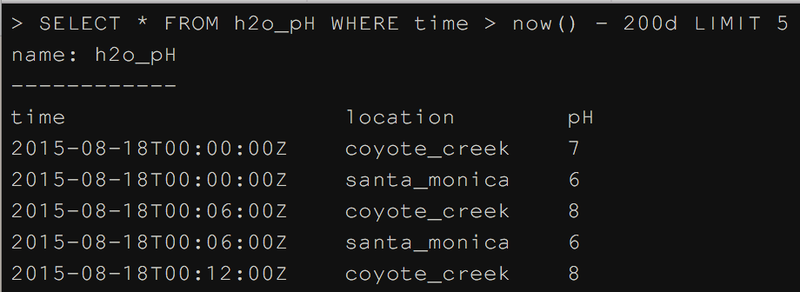 > SELECT * FROM h2o_pH WHERE time > now() - 200d LIMIT 5
name: h2o_pH
------------
time location pH
2015-08-18T00:00:00Z coyote_creek 7
2015-08-18T00:00:00Z santa_monica 6
2015-08-18T00:06:00Z coyote_creek 8
2015-08-18T00:06:00Z santa_monica 6
2015-08-18T00:12:00Z coyote_creek 8